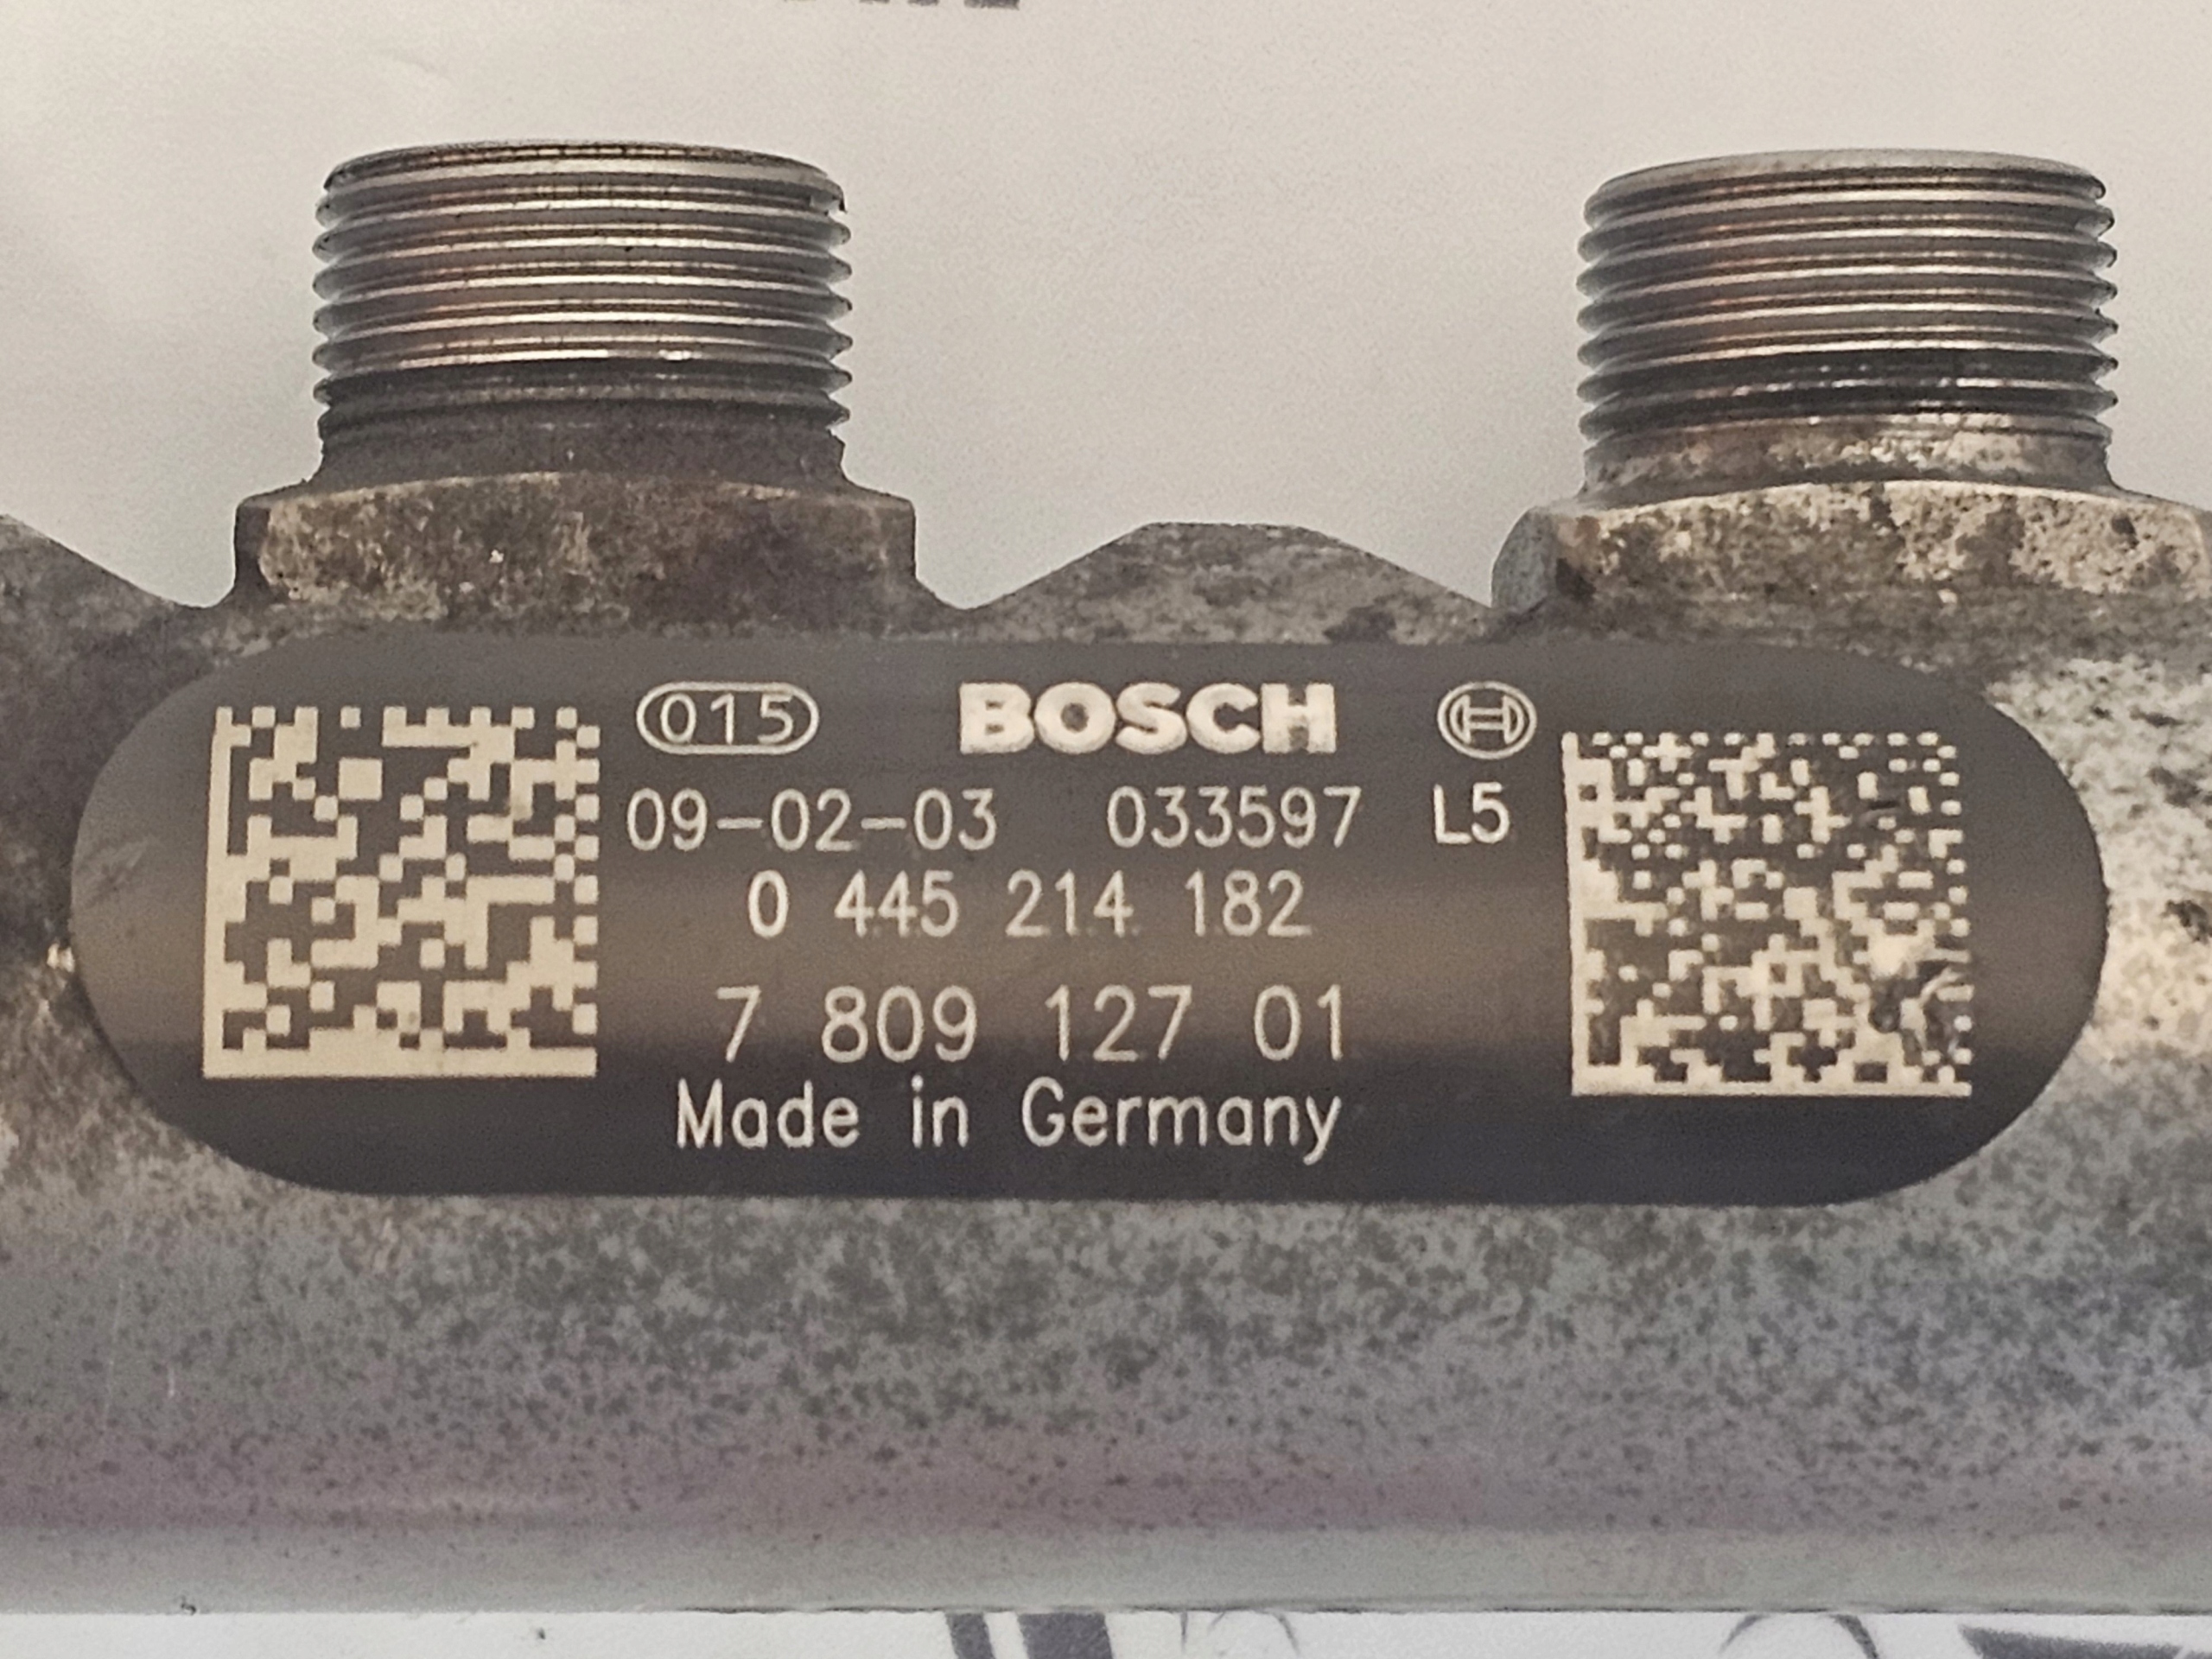 015 BOSCH
09-02-03 033597 L5
0 445 214 182
7 809 127 01
Made in Germany